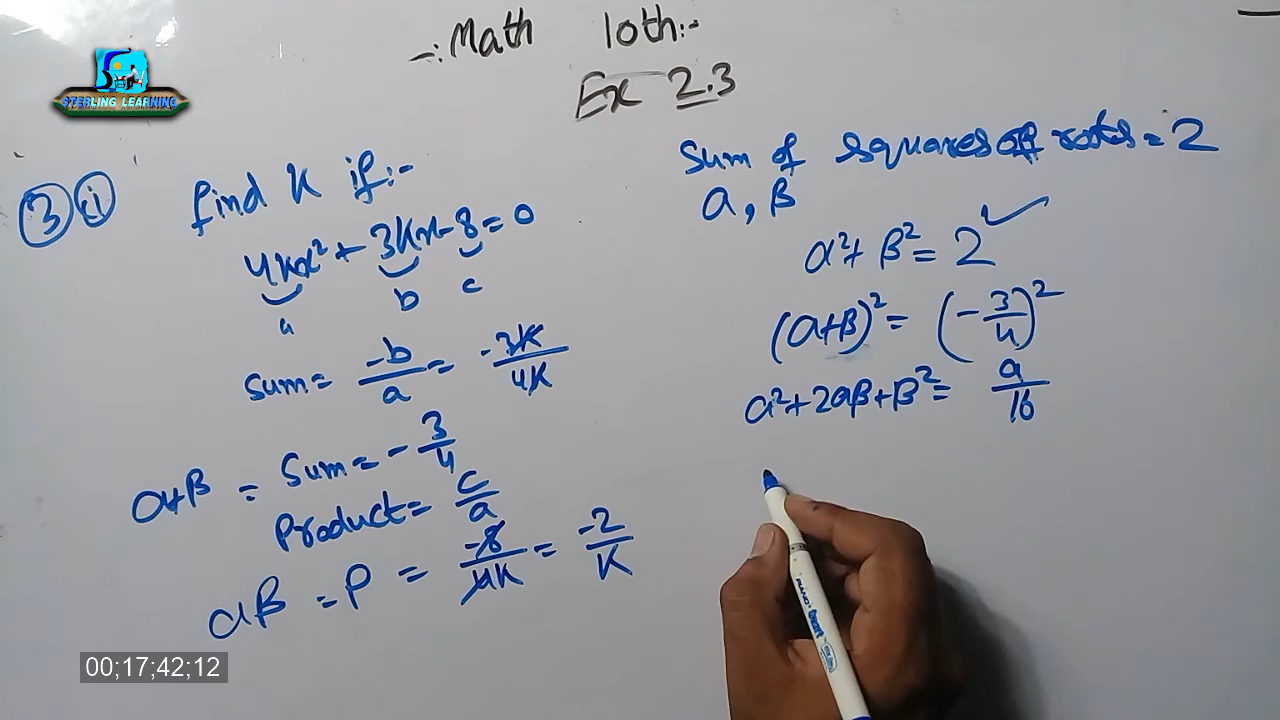 -: Math 10th:-
Ex 2.3
STERLING LEARNING
3 ii find K if:-
4kx² + 3kx - 8 = 0
a b c
Sum = -b/a = -3K/4K
α+β = Sum = -3/4
Product = c/a
αβ = P = -8/4K = -2/K
Sum of squares of roots = 2
α, β
α² + β² = 2
(α+β)² = (-3/4)²
α² + 2αβ + β² = 9/16
00;17;42;12